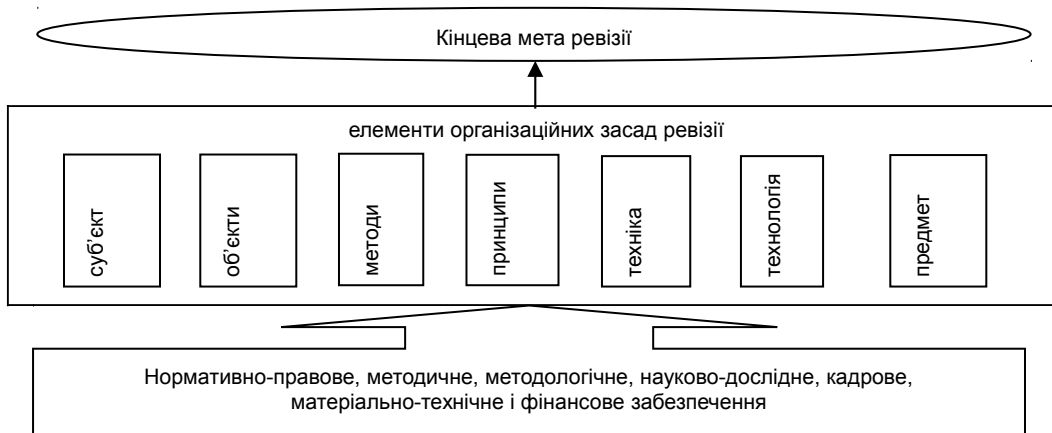 Кінцева мета ревізії
елементи організаційних засад ревізії
суб’єкт
об’єкти
методи
принципи
техніка
технологія
предмет
Нормативно-правове, методичне, методологічне, науково-дослідне, кадрове,
матеріально-технічне і фінансове забезпечення